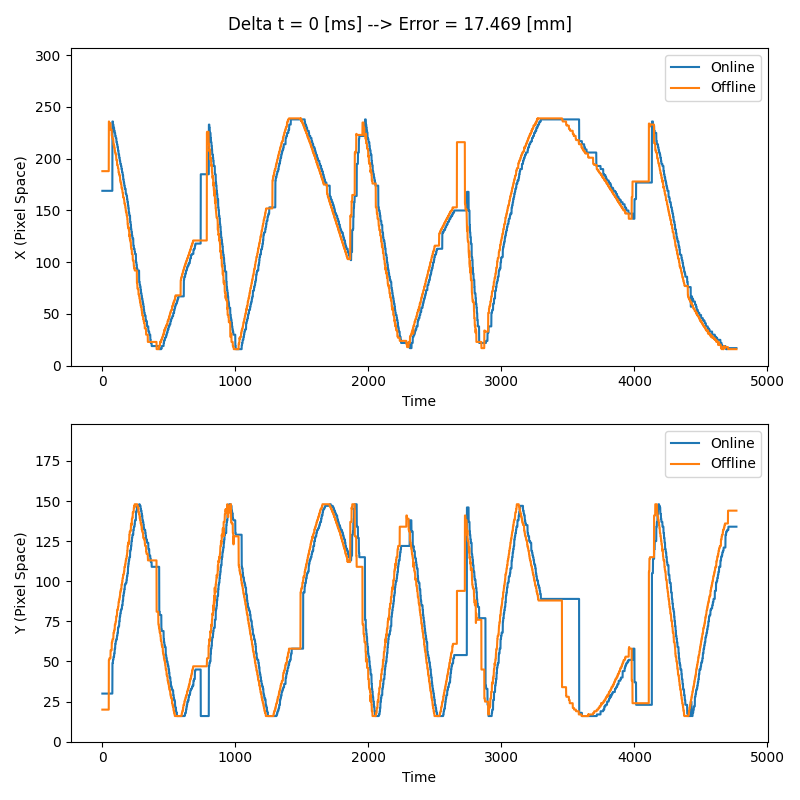 Delta t = 0 [ms] --> Error = 17.469 [mm]
300
250
200
150
100
50
0
X (Pixel Space)
Online
Offline
0 1000 2000 3000 4000 5000
Time
175
150
125
100
75
50
25
0
Y (Pixel Space)
Online
Offline
0 1000 2000 3000 4000 5000
Time